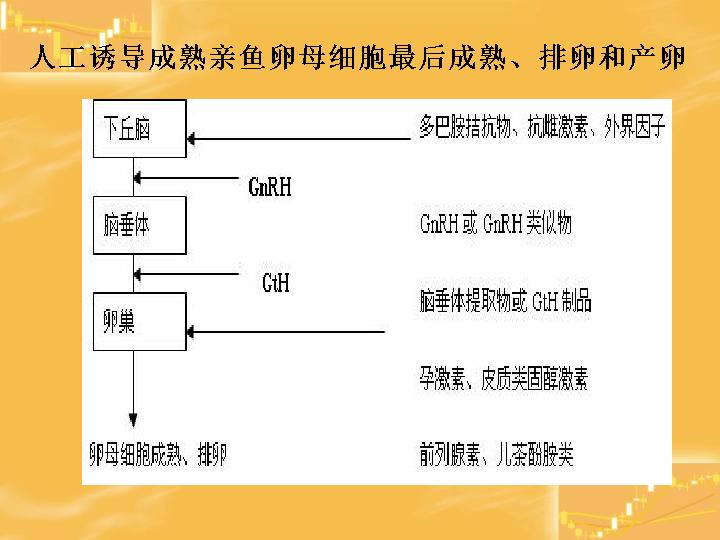 人工诱导成熟亲鱼卵母细胞最后成熟、排卵和产卵
下丘脑
多巴胺拮抗物、抗雌激素、外界因子
GnRH
脑垂体
GnRH 或 GnRH 类似物
GtH
脑垂体提取物或 GtH 制品
卵巢
孕激素、皮质类固醇激素
卵母细胞成熟、排卵
前列腺素、儿茶酚胺类